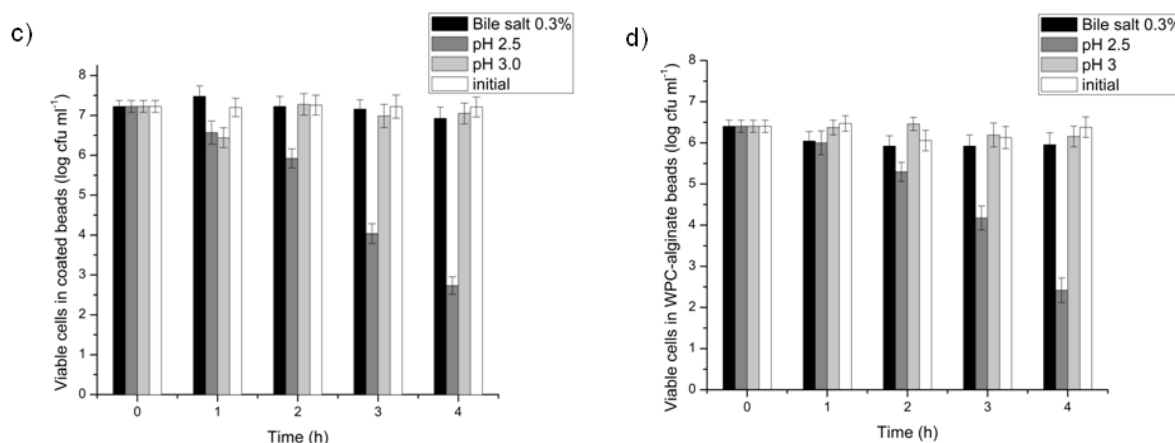 c)
Bile salt 0.3%
pH 2.5
pH 3.0
initial
Viable cells in coated beads (log cfu ml⁻¹)
8
7
6
5
4
3
2
1
0
0 1 2 3 4
Time (h)
d)
Bile salt 0.3%
pH 2.5
pH 3
initial
Viable cells in WPC-alginate beads (log cfu ml⁻¹)
8
7
6
5
4
3
2
1
0
0 1 2 3 4
Time (h)